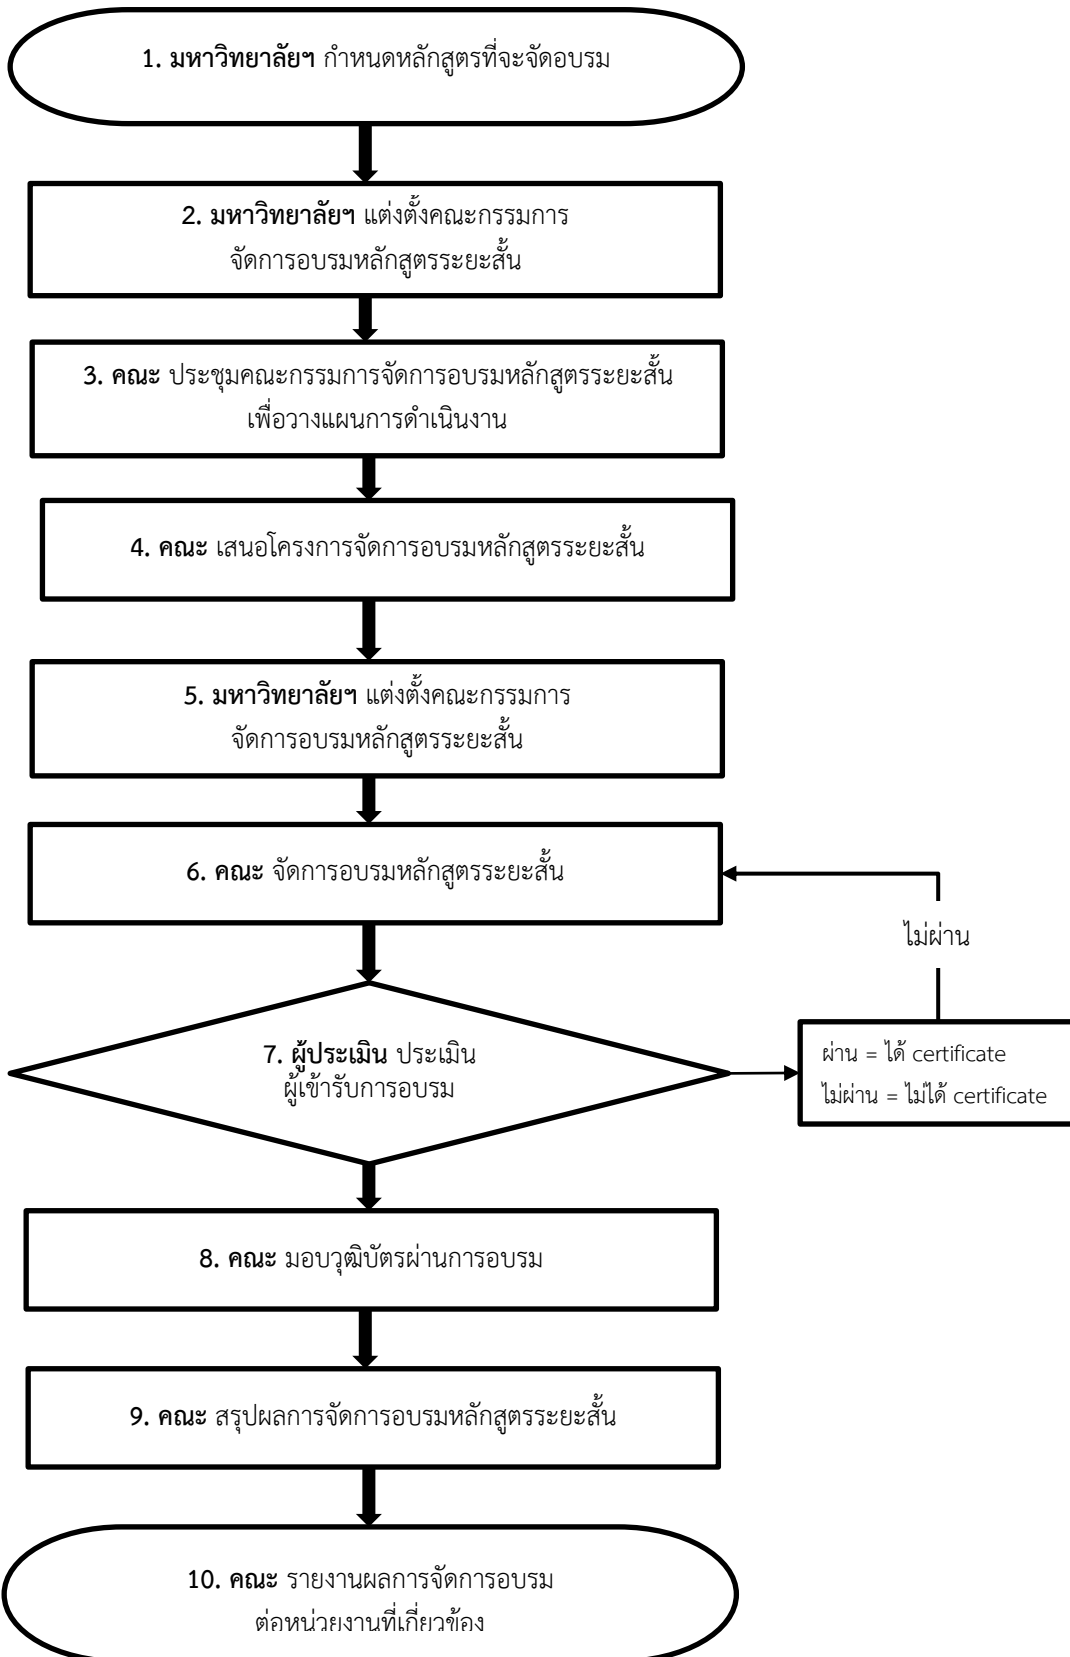 1. มหาวิทยาลัยฯ กำหนดหลักสูตรที่จะจัดอบรม
2. มหาวิทยาลัยฯ แต่งตั้งคณะกรรมการ
จัดการอบรมหลักสูตรระยะสั้น
3. คณะ ประชุมคณะกรรมการจัดการอบรมหลักสูตรระยะสั้น
เพื่อวางแผนการดำเนินงาน
4. คณะ เสนอโครงการจัดการอบรมหลักสูตรระยะสั้น
5. มหาวิทยาลัยฯ แต่งตั้งคณะกรรมการ
จัดการอบรมหลักสูตรระยะสั้น
6. คณะ จัดการอบรมหลักสูตรระยะสั้น
ไม่ผ่าน
7. ผู้ประเมิน ประเมิน
ผู้เข้ารับการอบรม
ผ่าน = ได้ certificate
ไม่ผ่าน = ไม่ได้ certificate
8. คณะ มอบวุฒิบัตรผ่านการอบรม
9. คณะ สรุปผลการจัดการอบรมหลักสูตรระยะสั้น
10. คณะ รายงานผลการจัดการอบรม
ต่อหน่วยงานที่เกี่ยวข้อง